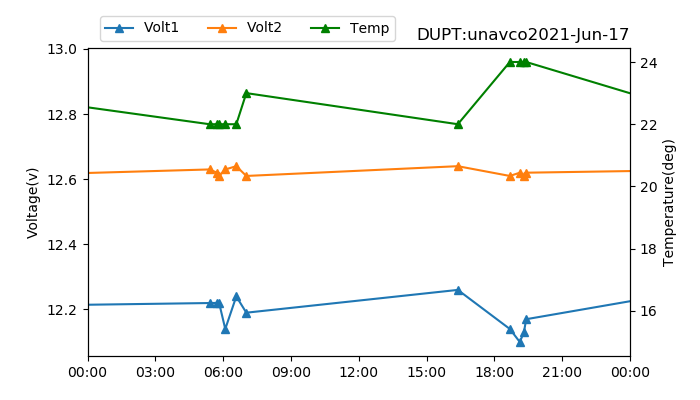 Volt1 Volt2 Temp
DUPT:unavco2021-Jun-17
13.0
12.8
12.6
12.4
12.2
Voltage(v)
24
22
20
18
16
Temperature(deg)
00:00 03:00 06:00 09:00 12:00 15:00 18:00 21:00 00:00